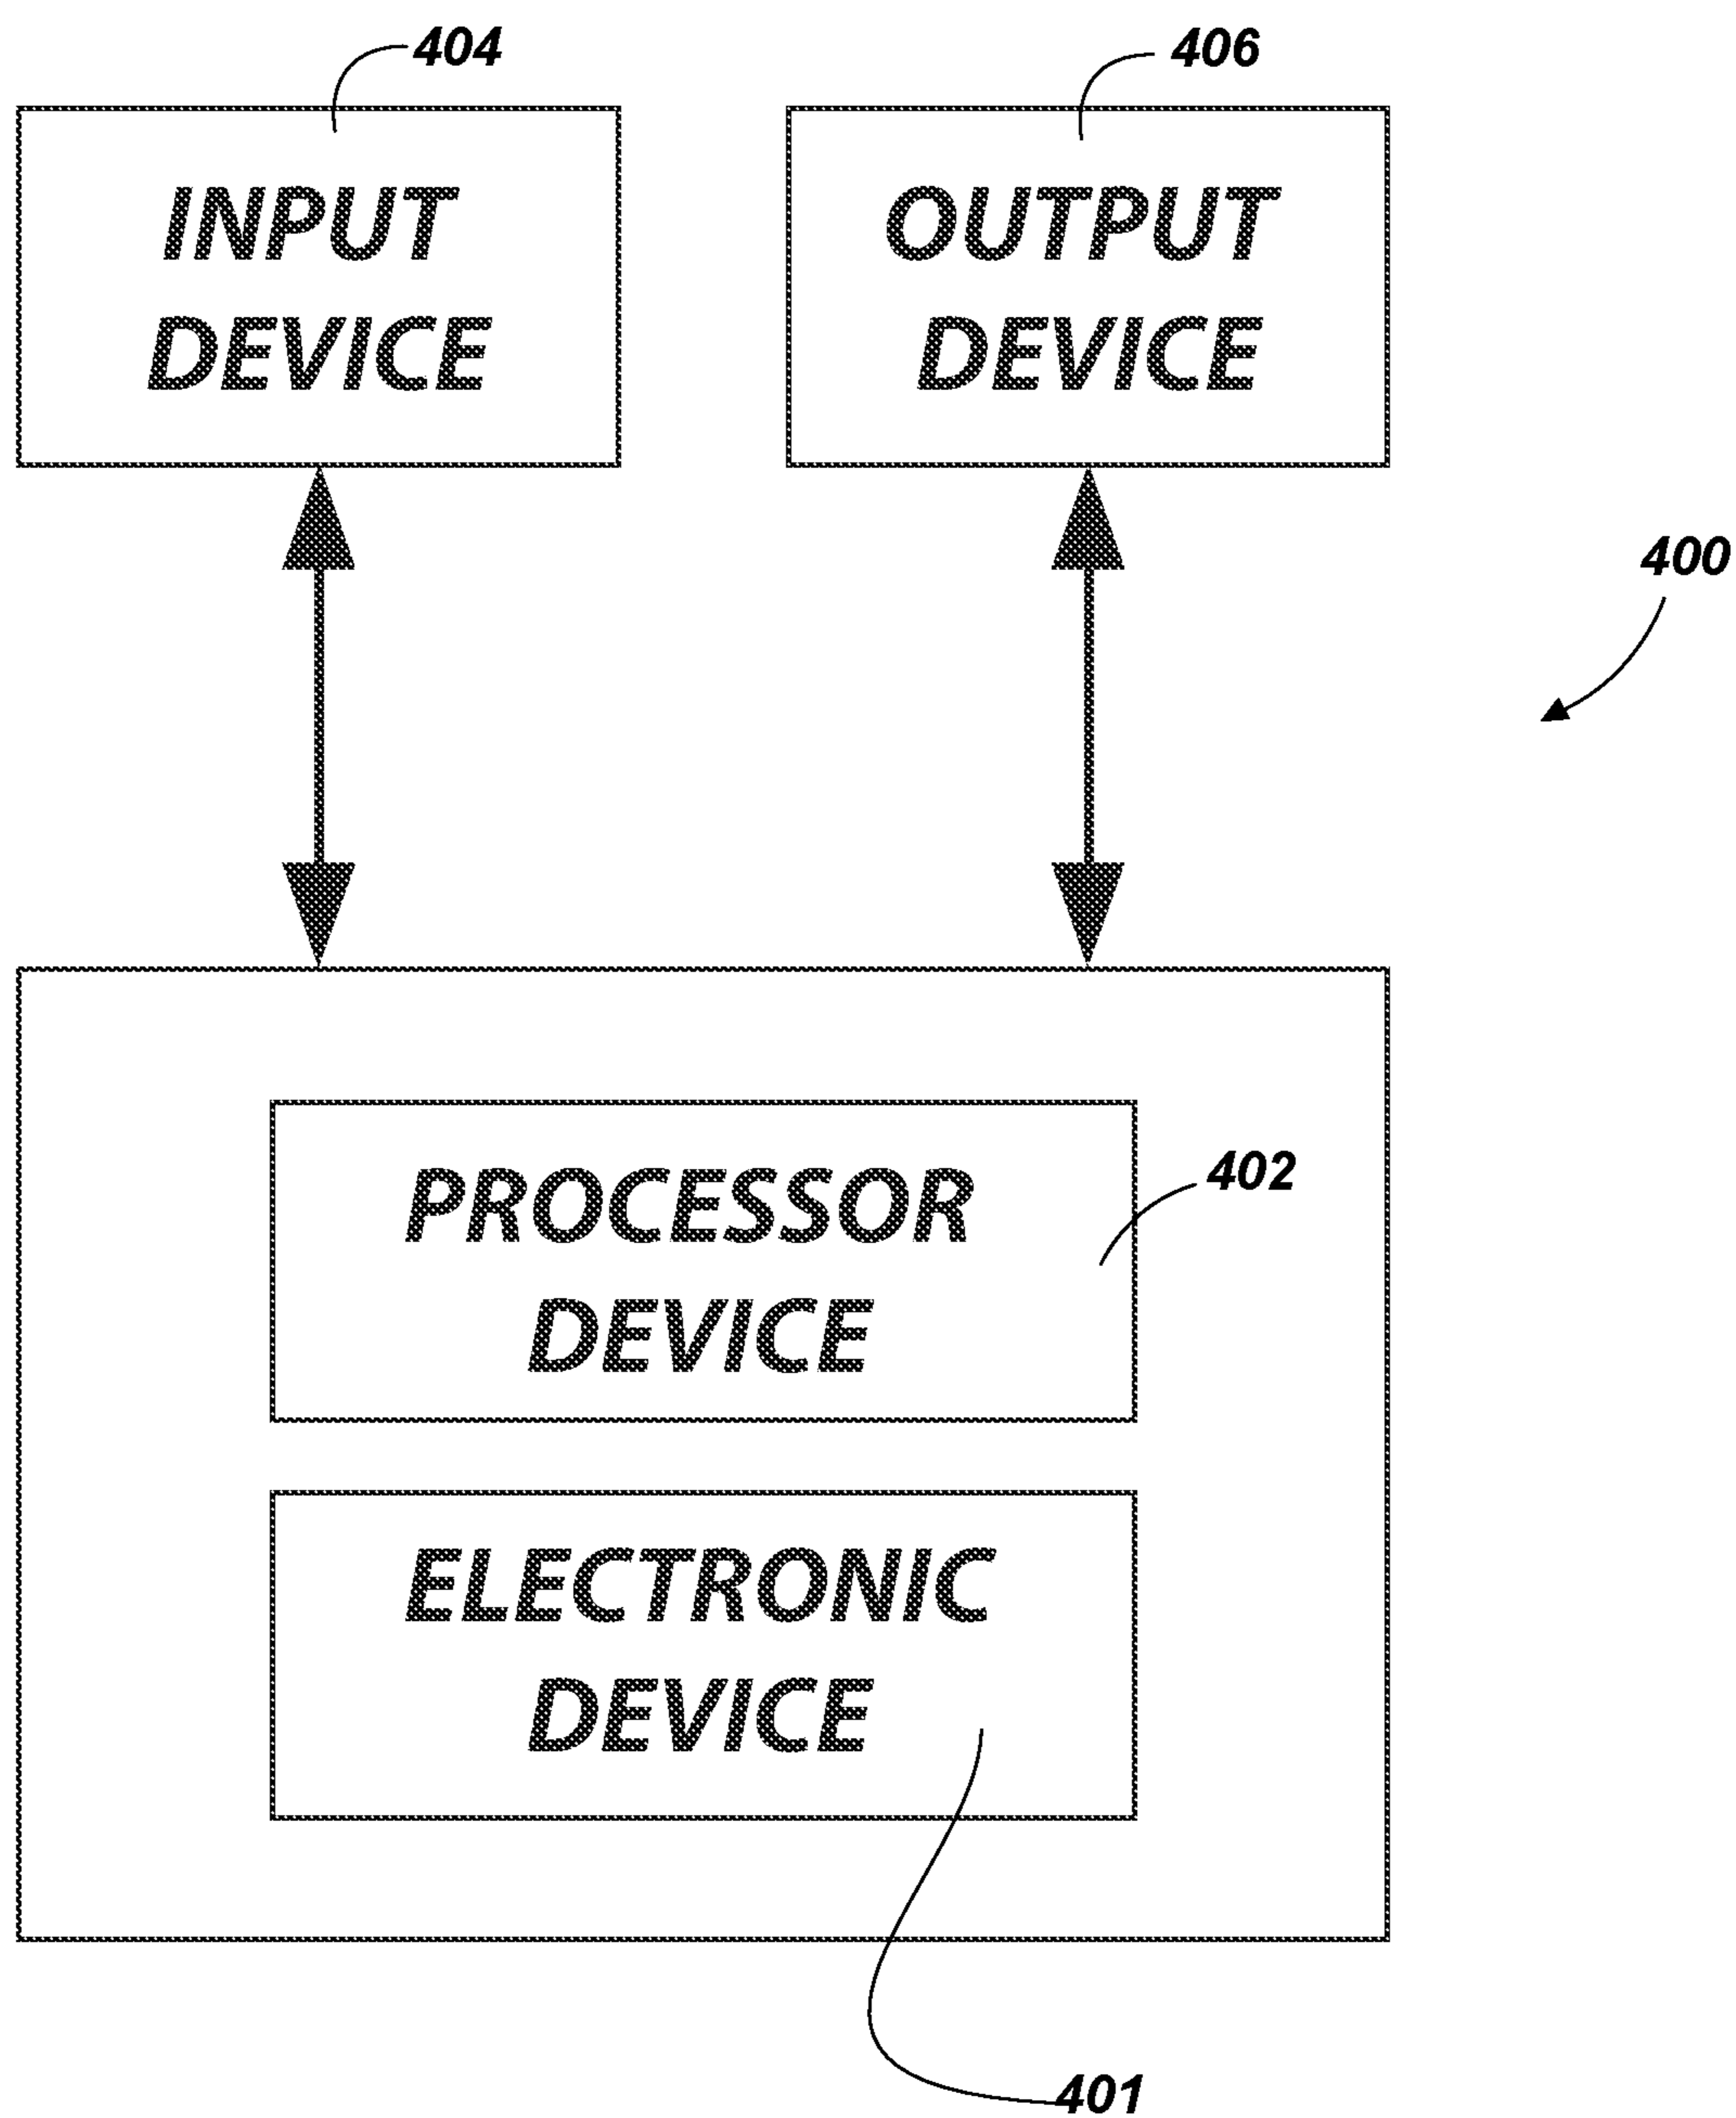 404
406
INPUT
DEVICE
OUTPUT
DEVICE
400
PROCESSOR
DEVICE
402
ELECTRONIC
DEVICE
401